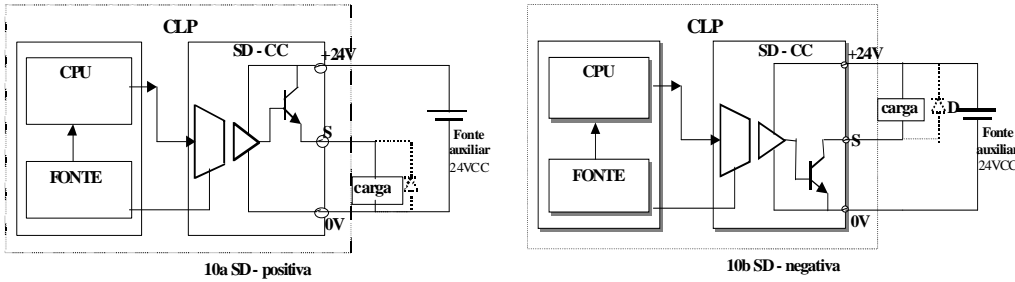 CLP
SD - CC
+24V
CPU
S
Fonte
auxiliar
24VCC
FONTE
carga
0V
10a SD - positiva
CLP
SD - CC
+24V
CPU
carga
D
S
Fonte
auxiliar
24VCC
FONTE
0V
10b SD - negativa